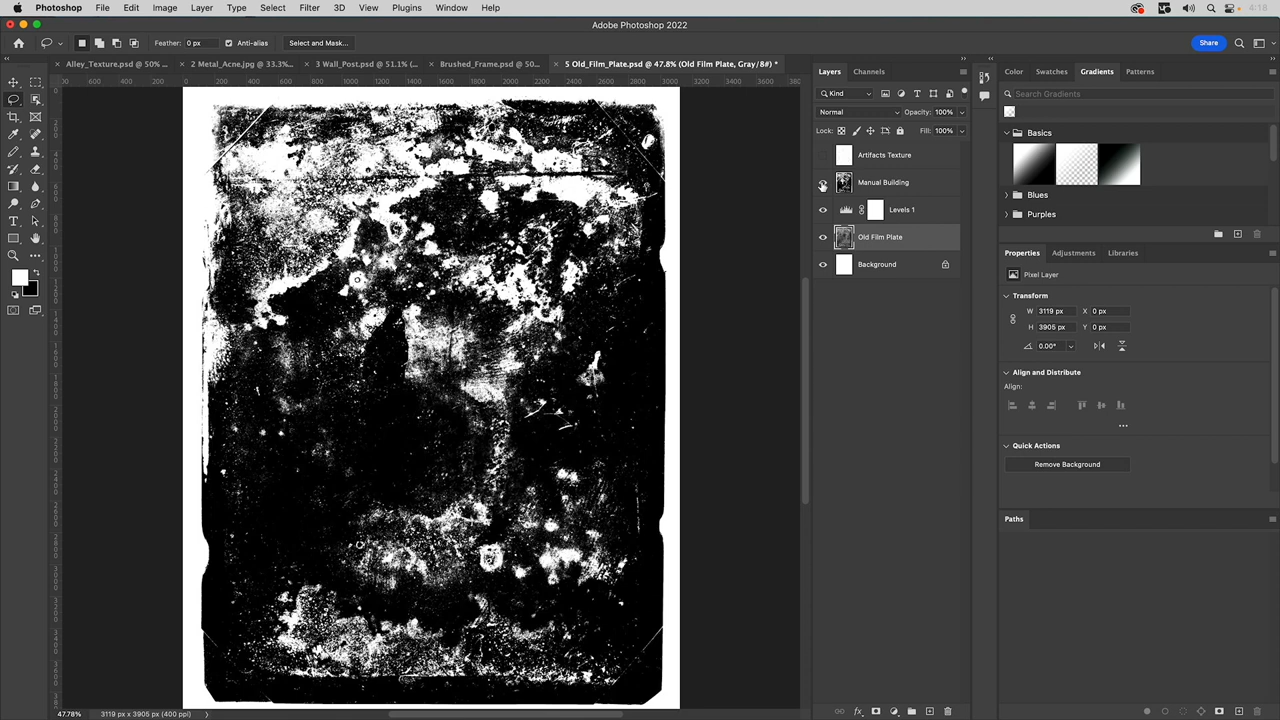 Photoshop File Edit Image Layer Type Select Filter 3D View Plugins Window Help 4:18
Adobe Photoshop 2022
Feather: 0 px Anti-alias Select and Mask... Share
× Alley_Texture.psd @ 50% ... × 2 Metal_Acne.jpg @ 33.3%... × 3 Wall_Post.psd @ 51.1% (... × Brushed_Frame.psd @ 50... × 5 Old_Film_Plate.psd @ 47.8% (Old Film Plate, Gray/8#) *
Layers Channels
Kind
Normal Opacity: 100%
Lock: Fill: 100%
Artifacts Texture
Manual Building
Levels 1
Old Film Plate
Background
Color Swatches Gradients Patterns
Search Gradients
Basics
Blues
Purples
Properties Adjustments Libraries
Pixel Layer
Transform
W 3119 px X 0 px
H 3905 px Y 0 px
0.00°
Align and Distribute
Align:
Quick Actions
Remove Background
Paths
47.78% 3119 px x 3905 px (400 ppi)